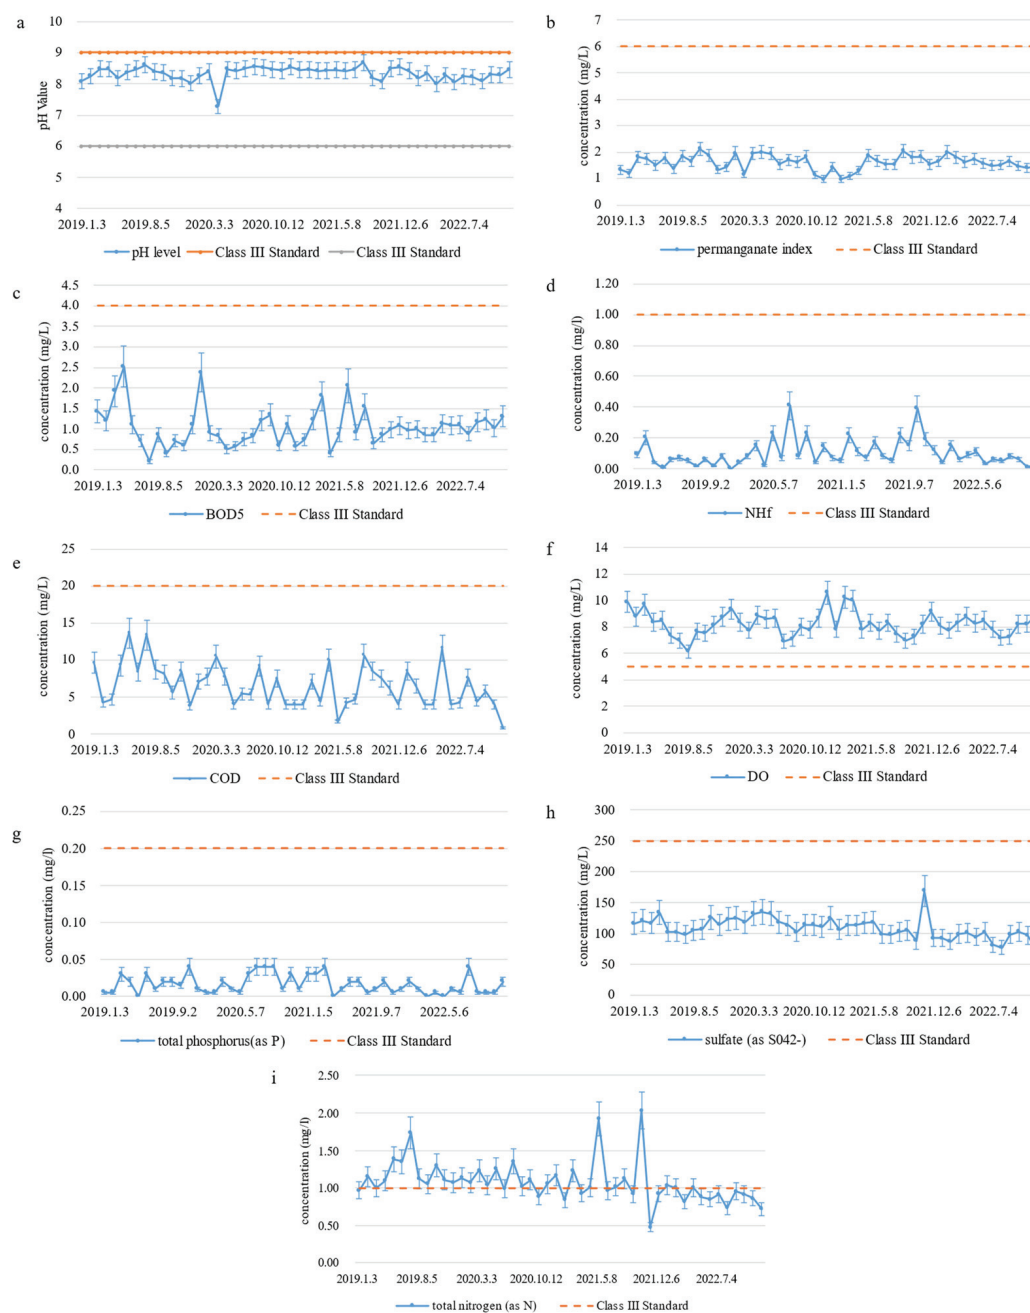 a
pH Value
10
9
8
7
6
5
4
2019.1.3 2019.8.5 2020.3.3 2020.10.12 2021.5.8 2021.12.6 2022.7.4
pH level Class III Standard Class III Standard
b
concentration (mg/L)
7
6
5
4
3
2
1
0
2019.1.3 2019.8.5 2020.3.3 2020.10.12 2021.5.8 2021.12.6 2022.7.4
permanganate index Class III Standard
c
concentration (mg/L)
4.5
4.0
3.5
3.0
2.5
2.0
1.5
1.0
0.5
0.0
2019.1.3 2019.8.5 2020.3.3 2020.10.12 2021.5.8 2021.12.6 2022.7.4
BOD5 Class III Standard
d
concentration (mg/l)
1.20
1.00
0.80
0.60
0.40
0.20
0.00
2019.1.3 2019.9.2 2020.5.7 2021.1.5 2021.9.7 2022.5.6
NHf Class III Standard
e
concentration (mg/L)
25
20
15
10
5
0
2019.1.3 2019.8.5 2020.3.3 2020.10.12 2021.5.8 2021.12.6 2022.7.4
COD Class III Standard
f
concentration (mg/L)
14
12
10
8
6
4
2
0
2019.1.3 2019.8.5 2020.3.3 2020.10.12 2021.5.8 2021.12.6 2022.7.4
DO Class III Standard
g
concentration (mg/l)
0.25
0.20
0.15
0.10
0.05
0.00
2019.1.3 2019.9.2 2020.5.7 2021.1.5 2021.9.7 2022.5.6
total phosphorus(as P) Class III Standard
h
concentration (mg/L)
300
250
200
150
100
50
0
2019.1.3 2019.8.5 2020.3.3 2020.10.12 2021.5.8 2021.12.6 2022.7.4
sulfate (as S042-) Class III Standard
i
concentration (mg/l)
2.50
2.00
1.50
1.00
0.50
0.00
2019.1.3 2019.8.5 2020.3.3 2020.10.12 2021.5.8 2021.12.6 2022.7.4
total nitrogen (as N) Class III Standard